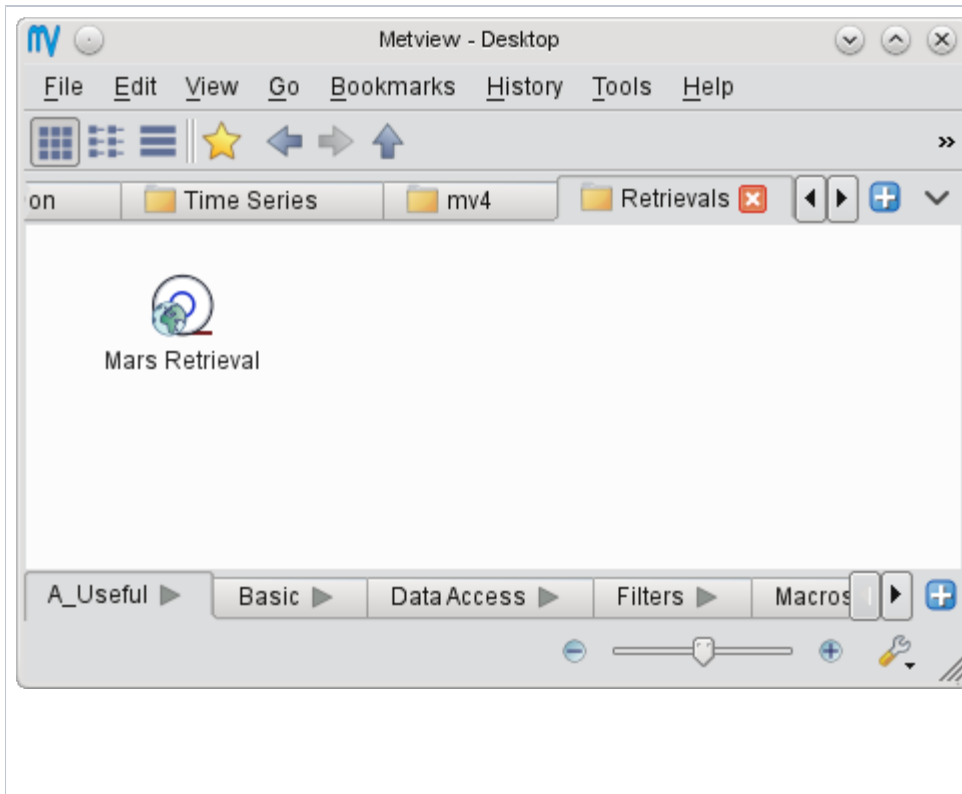 Metview - Desktop
File Edit View Go Bookmarks History Tools Help
on Time Series mv4 Retrievals
Mars Retrieval
A_Useful Basic Data Access Filters Macros